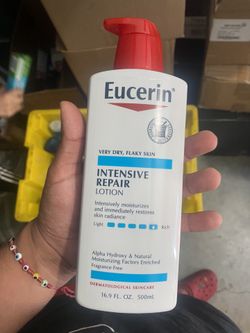 Eucerin®
VERY DRY, FLAKY SKIN
INTENSIVE
REPAIR
LOTION
Intensively moisturizes
and immediately restores
skin radiance
Light
Rich
Alpha Hydroxy & Natural
Moisturizing Factors Enriched
Fragrance Free
DERMATOLOGICAL SKINCARE
16.9 FL. OZ. 500mL